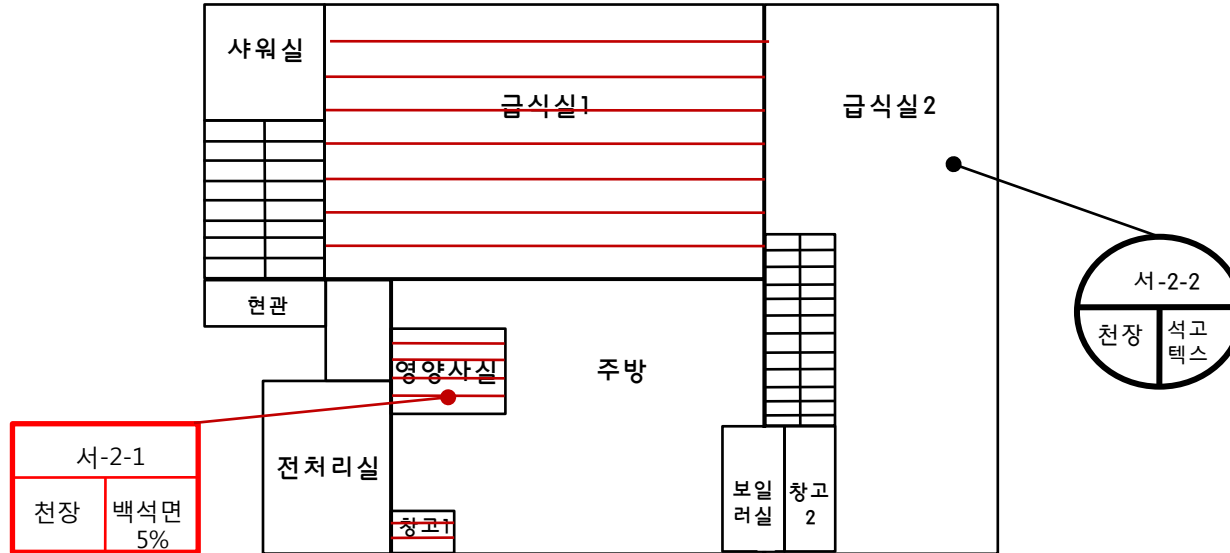 샤워실
급식실1
급식실2
현관
영양사실
주방
전처리실
창고1
보일
러실
창고
2
서-2-1
천장
백석면
5%
서-2-2
천장
석고
텍스